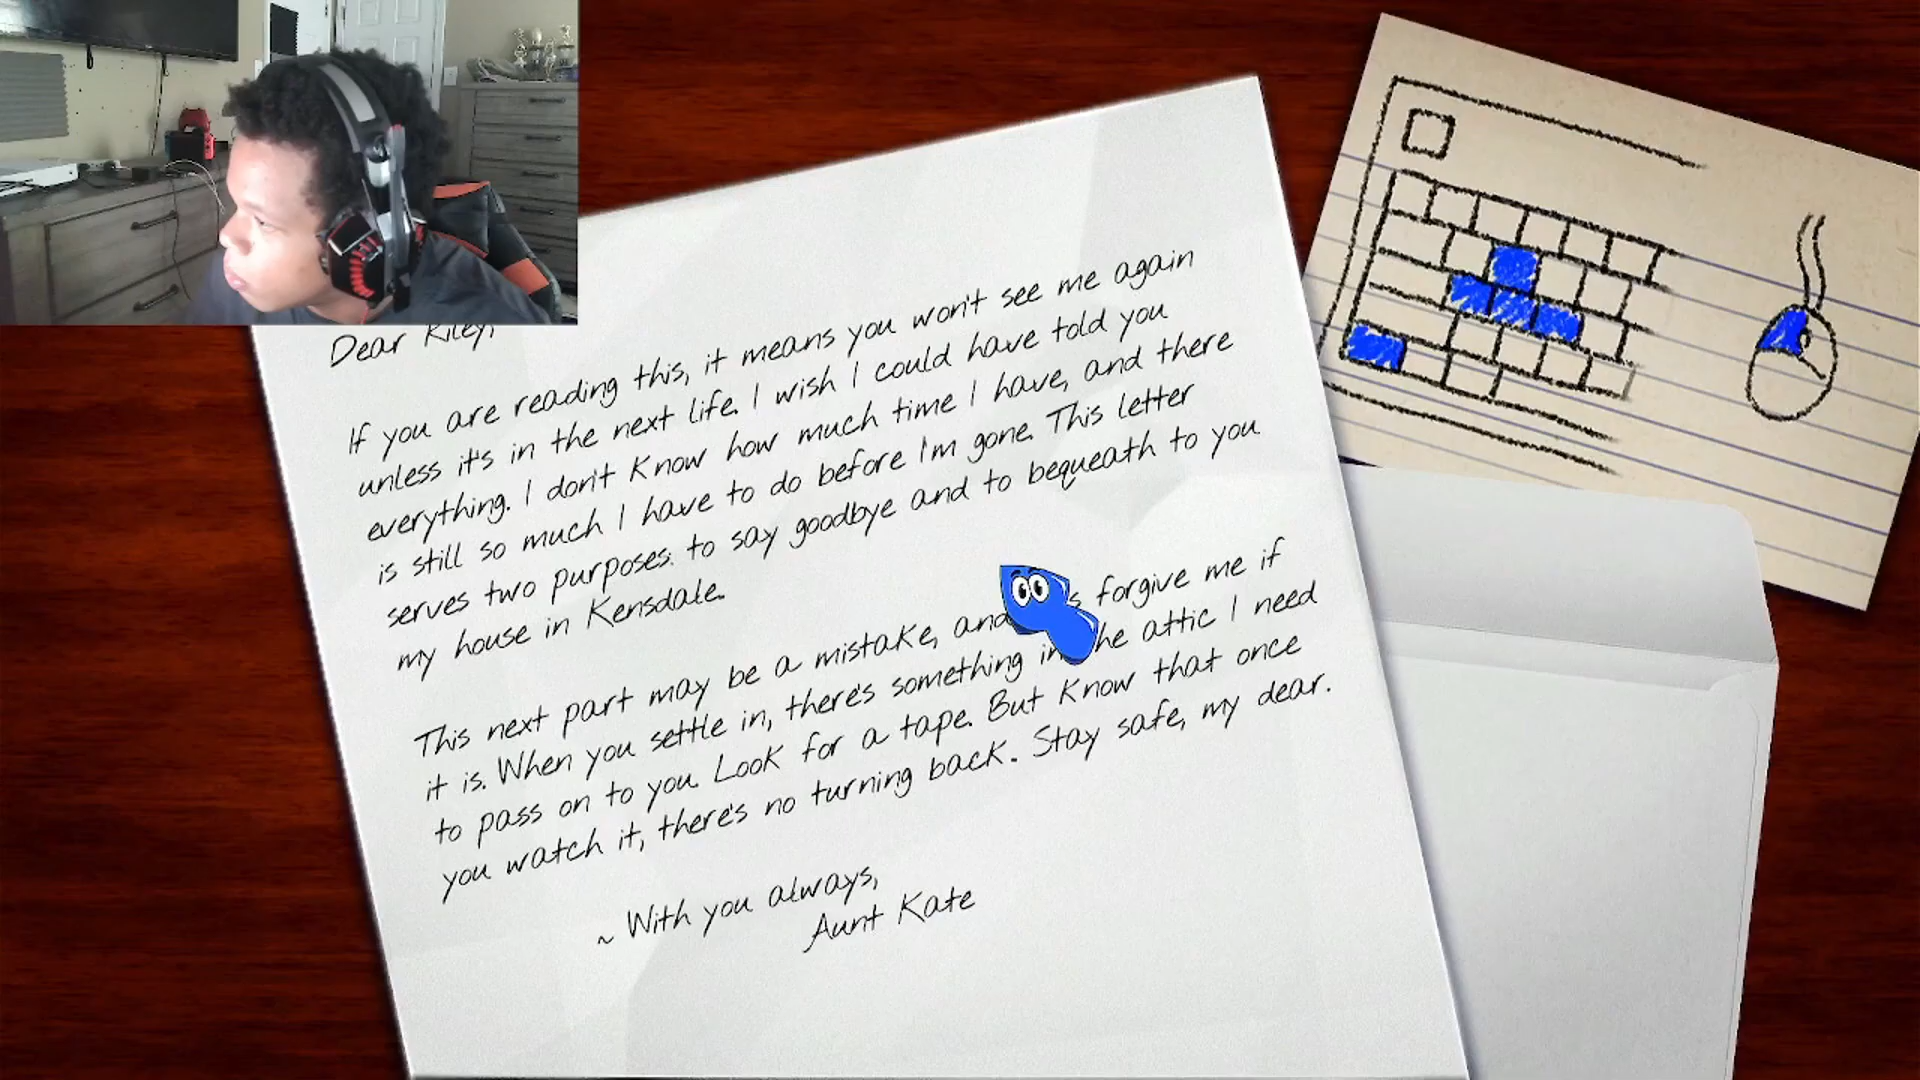 Dear Kiley,
If you are reading this, it means you won't see me again
unless it's in the next life. I wish I could have told you
everything. I don't know how much time I have, and there
is still so much I have to do before I'm gone. This letter
serves two purposes: to say goodbye and to bequeath to you
my house in Kensdale.
This next part may be a mistake, and forgive me if
it is. When you settle in, there's something in the attic I need
to pass on to you. Look for a tape. But know that once
you watch it, there's no turning back. Stay safe, my dear.
~ With you always,
Aunt Kate